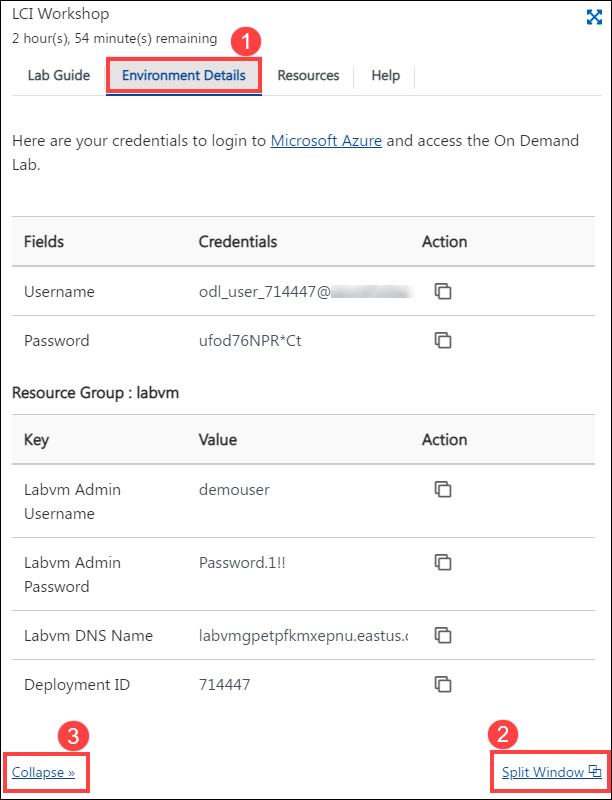 LCI Workshop
2 hour(s), 54 minute(s) remaining
1
Lab Guide Environment Details Resources Help
Here are your credentials to login to Microsoft Azure and access the On Demand
Lab.
Fields Credentials Action
Username odl_user_714447@
Password ufod76NPR*Ct
Resource Group : labvm
Key Value Action
Labvm Admin
Username demouser
Labvm Admin
Password Password.1!!
Labvm DNS Name labvmgpetpfkmxepnu.eastus.c
Deployment ID 714447
3
2
Collapse » Split Window